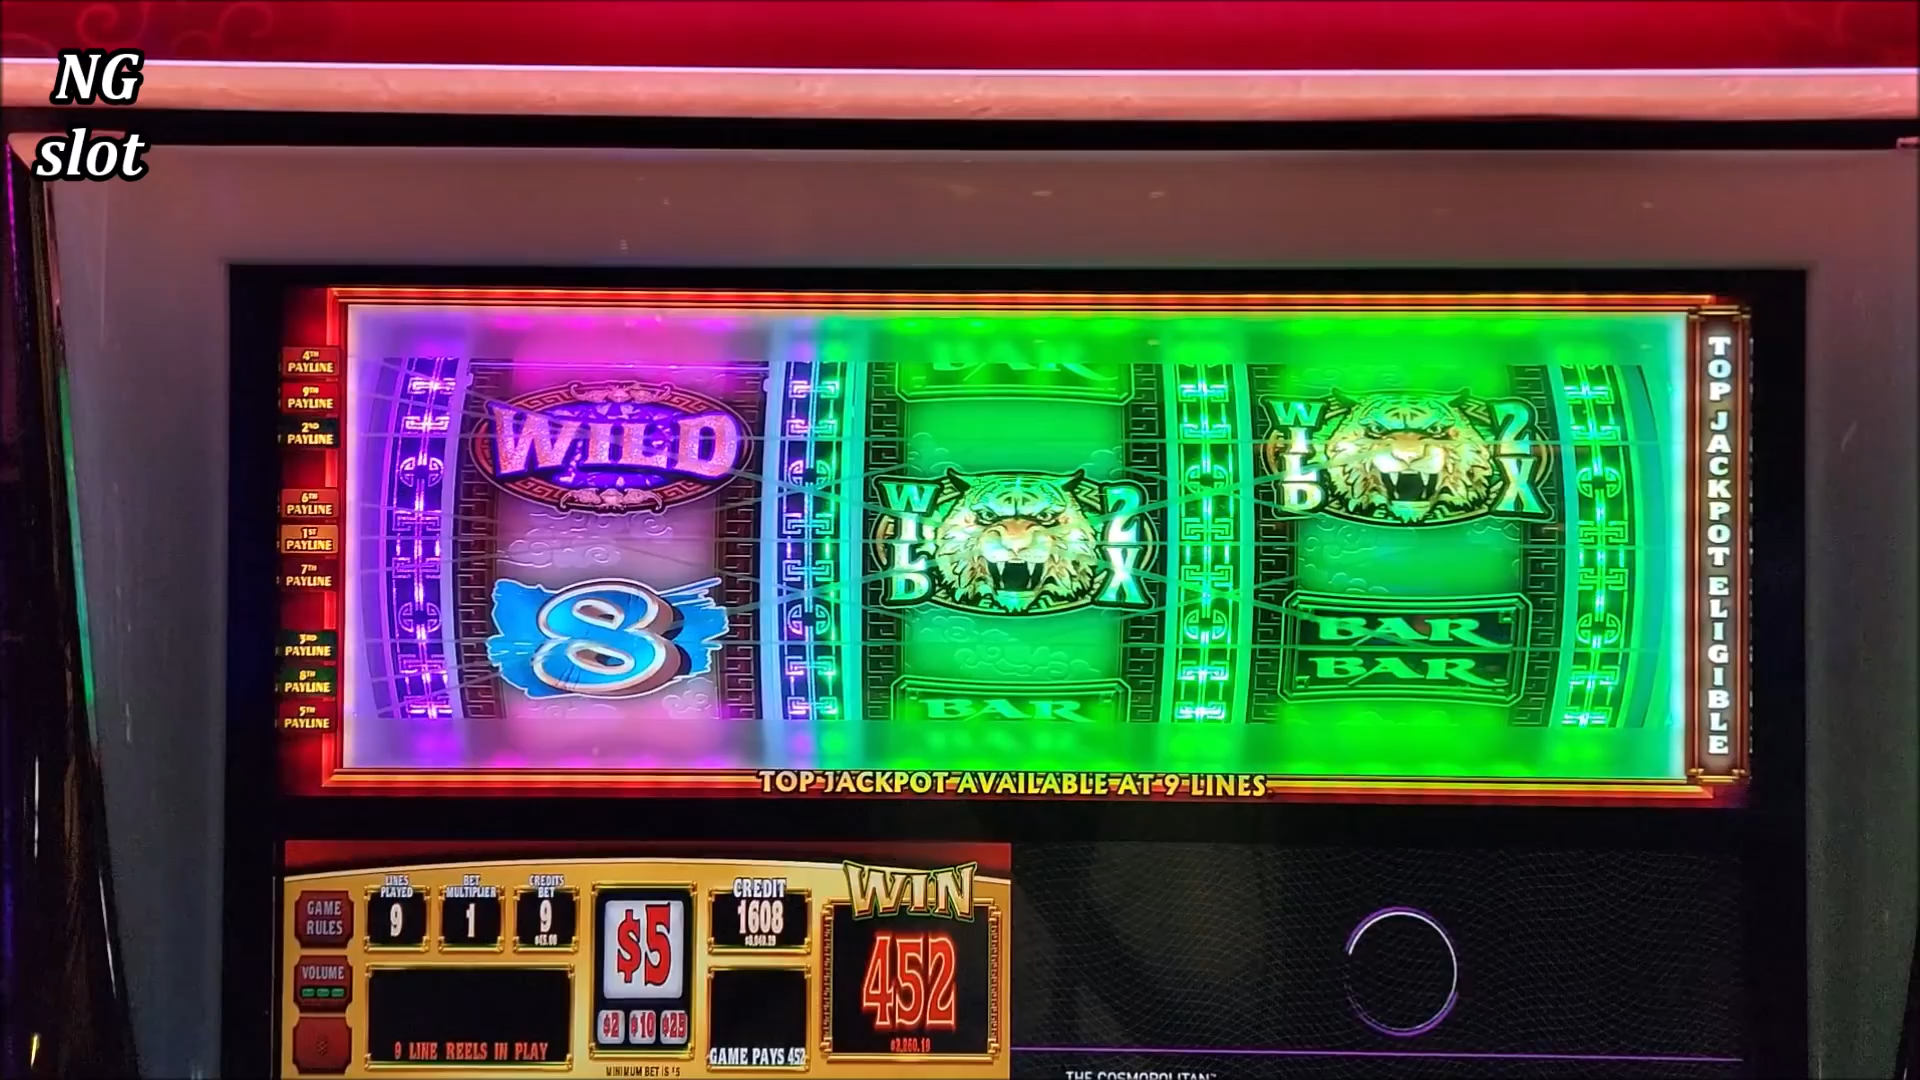 NG
slot
4TH
PAYLINE
9TH
PAYLINE
2ND
PAYLINE
6TH
PAYLINE
1ST
PAYLINE
7TH
PAYLINE
3RD
PAYLINE
8TH
PAYLINE
5TH
PAYLINE
WILD
8
BAR
WILD 2X
BAR
WILD 2X
BAR
BAR
TOP JACKPOT ELIGIBLE
TOP JACKPOT AVAILABLE AT 9 LINES.
GAME
RULES
VOLUME
LINES
PLAYED
9
BET
MULTIPLIER
1
CREDITS
BET
9
9 LINE REELS IN PLAY
$5
$2 $10 $25
MINIMUM BET IS $5
CREDIT
1608
GAME PAYS 452
WIN
452
THE COSMOPOLITAN™